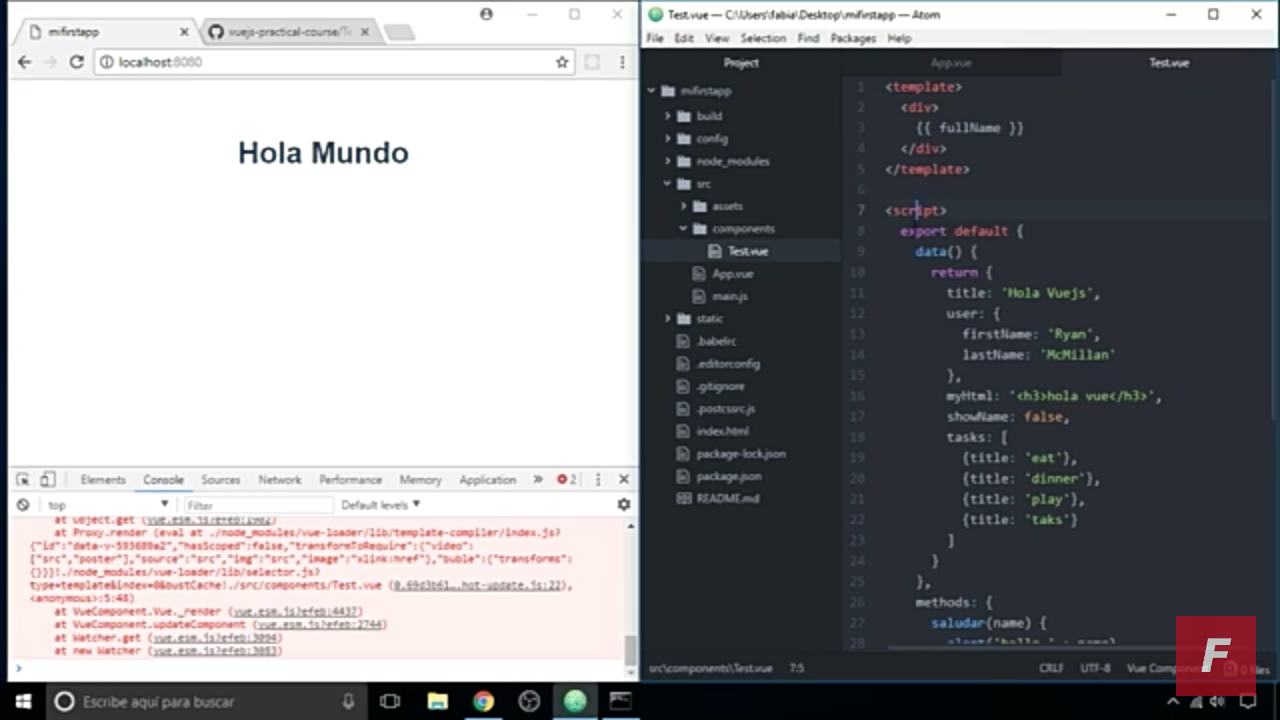 mifirstapp
vuejs-practical-course/Te
localhost:8080
Hola Mundo
Elements Console Sources Network Performance Memory Application » 2
top Filter Default levels ▼
at Object.get (vue.esm.js?efeb:1902)
at Proxy.render (eval at ./node_modules/vue-loader/lib/template-compiler/index.js?
{"id":"data-v-593689a2","hasScoped":false,"transformToRequire":{"video":
["src","poster"],"source":"src","img":"src","image":"xlink:href"},"buble":{"transforms":
{}}}!./node_modules/vue-loader/lib/selector.js?
type=template&index=0&bustCache!./src/components/Test.vue (0.69d3b61….hot-update.js:22),
<anonymous>:5:48)
at VueComponent.Vue._render (vue.esm.js?efeb:4437)
at VueComponent.updateComponent (vue.esm.js?efeb:2744)
at Watcher.get (vue.esm.js?efeb:3094)
at new Watcher (vue.esm.js?efeb:3083)
>
Test.vue — C:\Users\fabia\Desktop\mifirstapp — Atom
File Edit View Selection Find Packages Help
Project
mifirstapp
build
config
node_modules
src
assets
components
Test.vue
App.vue
main.js
static
.babelrc
.editorconfig
.gitignore
.postcssrc.js
index.html
package-lock.json
package.json
README.md
App.vue Test.vue
1 <template>
2 <div>
3 {{ fullName }}
4 </div>
5 </template>
6
7 <script>
8 export default {
9 data() {
10 return {
11 title: 'Hola Vuejs',
12 user: {
13 firstName: 'Ryan',
14 lastName: 'McMillan'
15 },
16 myHtml: '<h3>hola vue</h3>',
17 showName: false,
18 tasks: [
19 {title: 'eat'},
20 {title: 'dinner'},
21 {title: 'play'},
22 {title: 'taks'}
23 ]
24 }
25 },
26 methods: {
27 saludar(name) {
28
src\components\Test.vue 7:5 CRLF UTF-8 Vue Compon 0 files
F
Escribe aquí para buscar